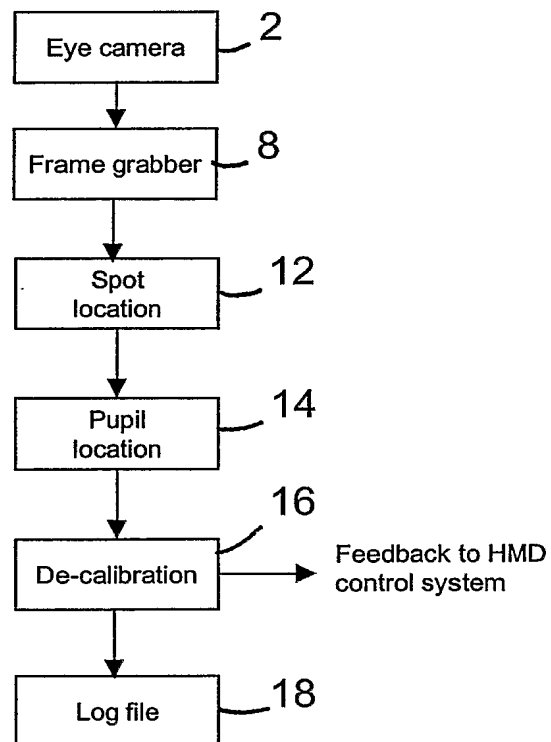 Eye camera
2
Frame grabber
8
Spot
location
12
Pupil
location
14
De-calibration
16
Feedback to HMD
control system
Log file
18